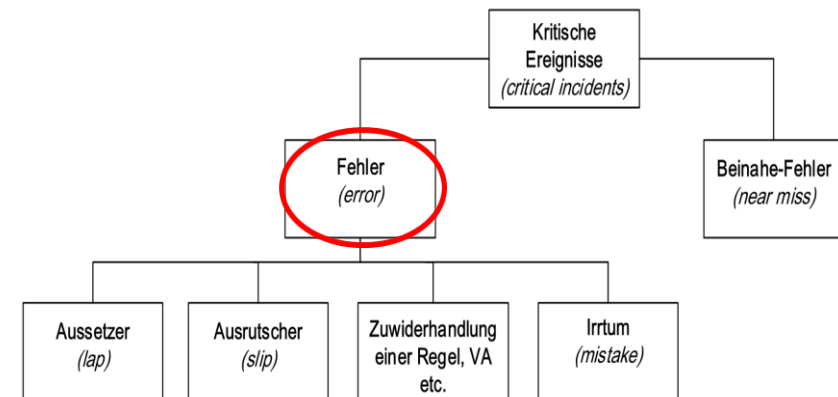 Kritische
Ereignisse
(critical incidents)
Fehler
(error)
Beinahe-Fehler
(near miss)
Aussetzer
(lap)
Ausrutscher
(slip)
Zuwiderhandlung
einer Regel, VA
etc.
Irrtum
(mistake)